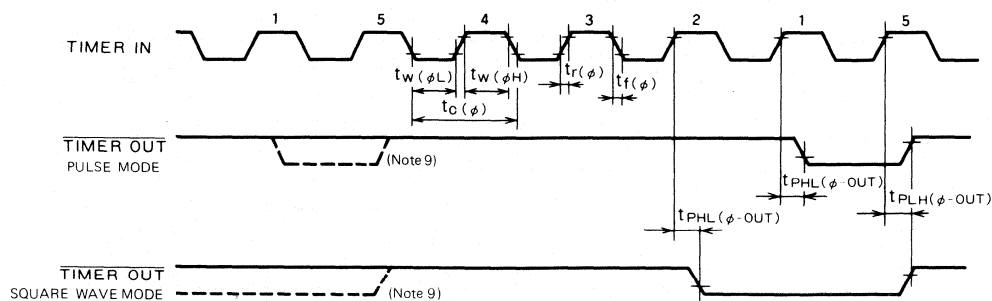 1 5 4 3 2 1 5
TIMER IN
tw(φL) tw(φH) tr(φ) tf(φ)
tc(φ)
TIMER OUT
PULSE MODE
(Note 9)
tPHL(φ-OUT)
tPLH(φ-OUT)
tPHL(φ-OUT)
TIMER OUT
SQUARE WAVE MODE
(Note 9)